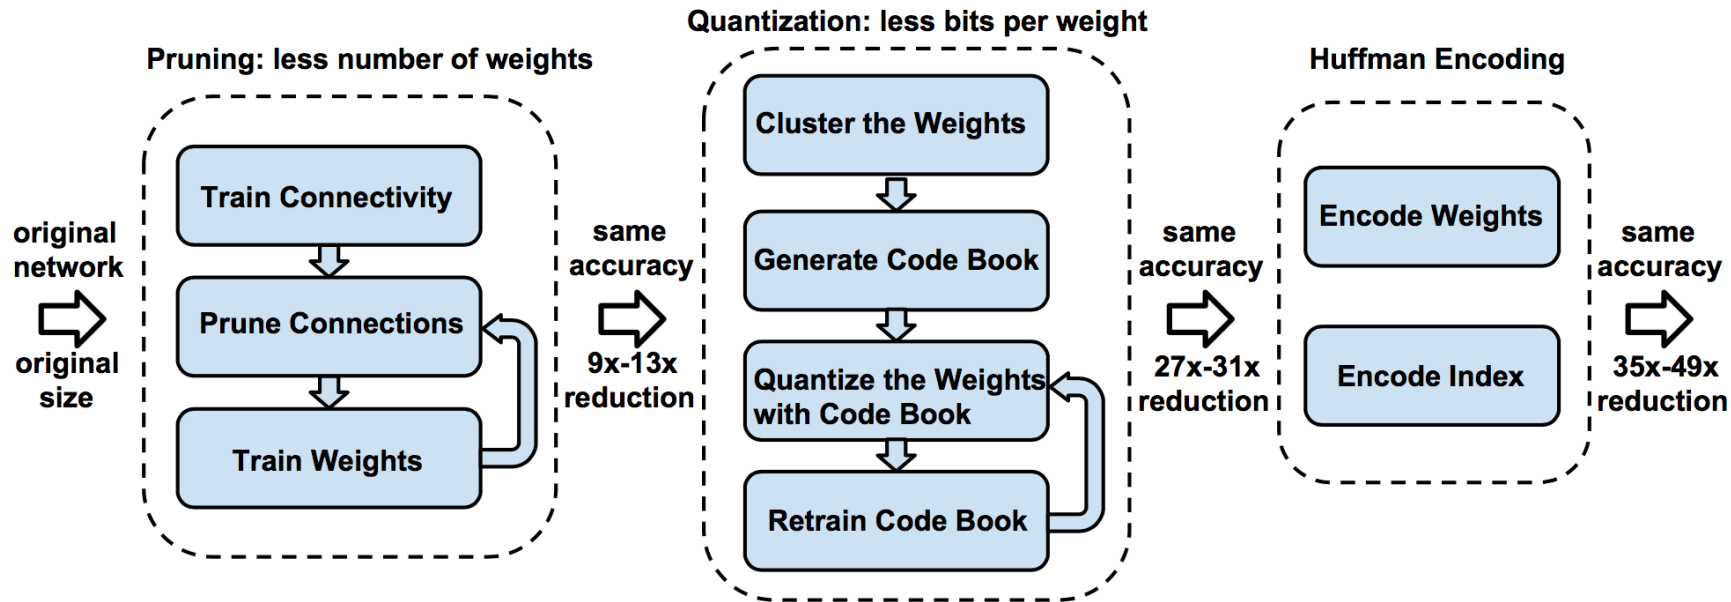 original
network
original
size
Pruning: less number of weights
Train Connectivity
Prune Connections
Train Weights
same
accuracy
9x-13x
reduction
Quantization: less bits per weight
Cluster the Weights
Generate Code Book
Quantize the Weights
with Code Book
Retrain Code Book
same
accuracy
27x-31x
reduction
Huffman Encoding
Encode Weights
Encode Index
same
accuracy
35x-49x
reduction